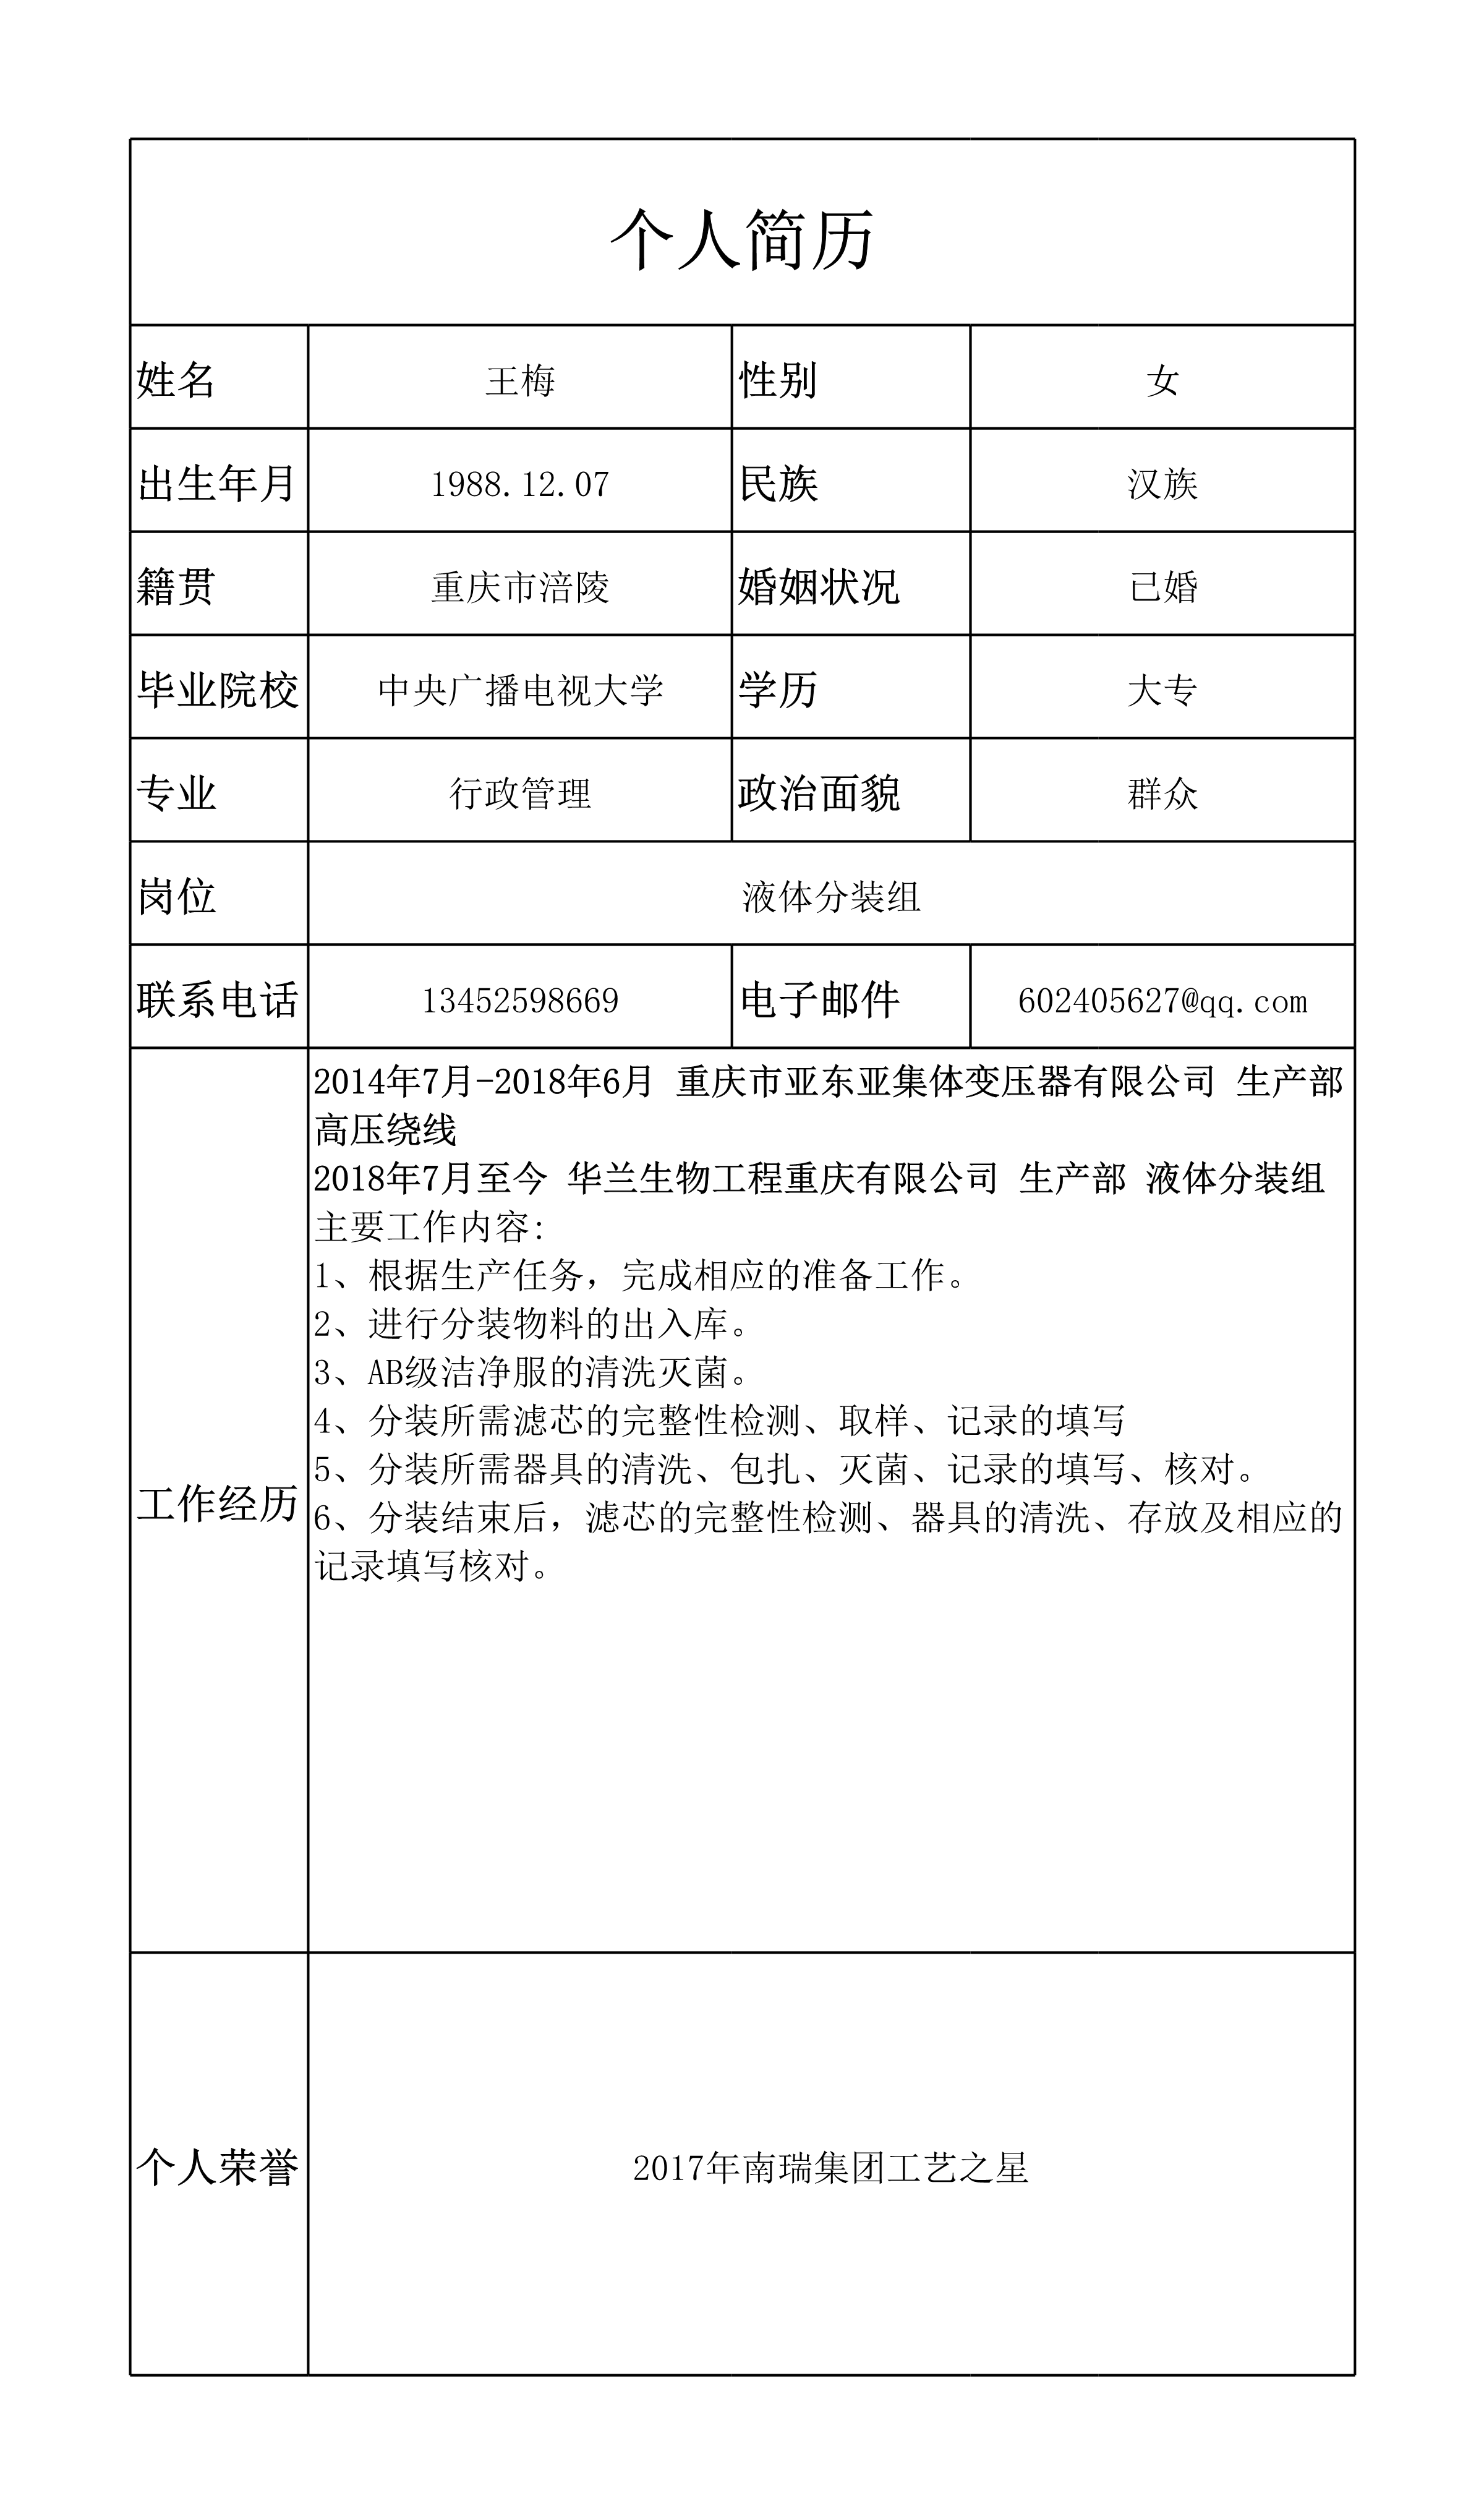 个人简历
姓名 王梅 性别 女
出生年月 1988.12.07 民族 汉族
籍贯 重庆市涪陵 婚姻状况 已婚
毕业院校 中央广播电视大学 学历 大专
专业 行政管理 政治面貌 群众
岗位 液体分装组
联系电话 13452598669 电子邮件 602405627@qq.com
工作经历
2014年7月-2018年6月 重庆市亚东亚集体变压器有限公司 生产部
高压绕线
2018年7月至今 华兰生物工程重庆有限公司 生产部 液体分装组
主要工作内容：
1、根据生产任务，完成相应的准备工作。
2、进行分装物料的出入库。
3、AB级洁净服的清洗灭菌。
4、分装所需滤芯的完整性检测、取样、记录的填写
5、分装所需器具的清洗、包扎、灭菌、记录的填写、核对。
6、分装结束后，滤芯的完整性检测、器具的清洗、存放及相应的
记录填写核对。
个人荣誉 2017年南瑞集团工艺之星